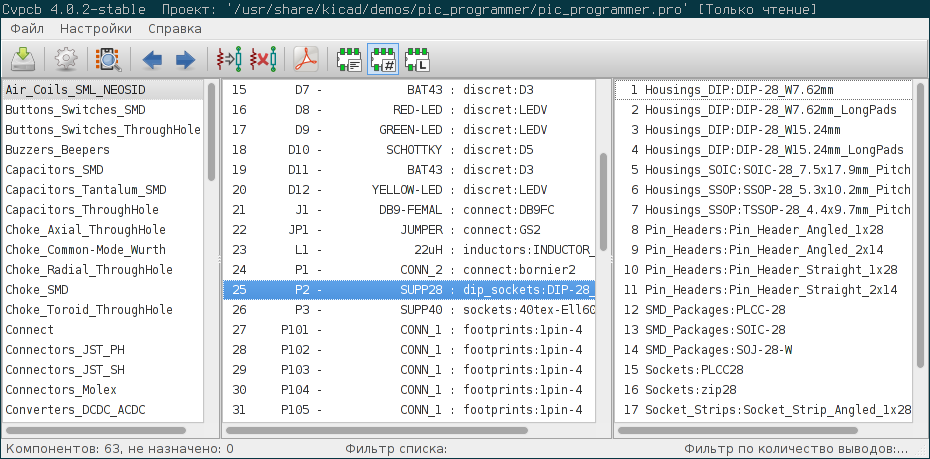 Cvpcb 4.0.2-stable Проект: '/usr/share/kicad/demos/pic_programmer/pic_programmer.pro' [Только чтение]
Файл Настройки Справка
# L
Air_Coils_SML_NEOSID
Buttons_Switches_SMD
Buttons_Switches_ThroughHole
Buzzers_Beepers
Capacitors_SMD
Capacitors_Tantalum_SMD
Capacitors_ThroughHole
Choke_Axial_ThroughHole
Choke_Common-Mode_Wurth
Choke_Radial_ThroughHole
Choke_SMD
Choke_Toroid_ThroughHole
Connect
Connectors_JST_PH
Connectors_JST_SH
Connectors_Molex
Converters_DCDC_ACDC
15 D7 - BAT43 : discret:D3
16 D8 - RED-LED : discret:LEDV
17 D9 - GREEN-LED : discret:LEDV
18 D10 - SCHOTTKY : discret:D5
19 D11 - BAT43 : discret:D3
20 D12 - YELLOW-LED : discret:LEDV
21 J1 - DB9-FEMAL : connect:DB9FC
22 JP1 - JUMPER : connect:GS2
23 L1 - 22uH : inductors:INDUCTOR_
24 P1 - CONN_2 : connect:bornier2
25 P2 - SUPP28 : dip_sockets:DIP-28_
26 P3 - SUPP40 : sockets:40tex-Ell60
27 P101 - CONN_1 : footprints:1pin-4
28 P102 - CONN_1 : footprints:1pin-4
29 P103 - CONN_1 : footprints:1pin-4
30 P104 - CONN_1 : footprints:1pin-4
31 P105 - CONN_1 : footprints:1pin-4
1 Housings_DIP:DIP-28_W7.62mm
2 Housings_DIP:DIP-28_W7.62mm_LongPads
3 Housings_DIP:DIP-28_W15.24mm
4 Housings_DIP:DIP-28_W15.24mm_LongPads
5 Housings_SOIC:SOIC-28_7.5x17.9mm_Pitch
6 Housings_SSOP:SSOP-28_5.3x10.2mm_Pitch
7 Housings_SSOP:TSSOP-28_4.4x9.7mm_Pitch
8 Pin_Headers:Pin_Header_Angled_1x28
9 Pin_Headers:Pin_Header_Angled_2x14
10 Pin_Headers:Pin_Header_Straight_1x28
11 Pin_Headers:Pin_Header_Straight_2x14
12 SMD_Packages:PLCC-28
13 SMD_Packages:SOIC-28
14 SMD_Packages:SOJ-28-W
15 Sockets:PLCC28
16 Sockets:zip28
17 Socket_Strips:Socket_Strip_Angled_1x28
Компонентов: 63, не назначено: 0 Фильтр списка: Фильтр по количество выводов:...